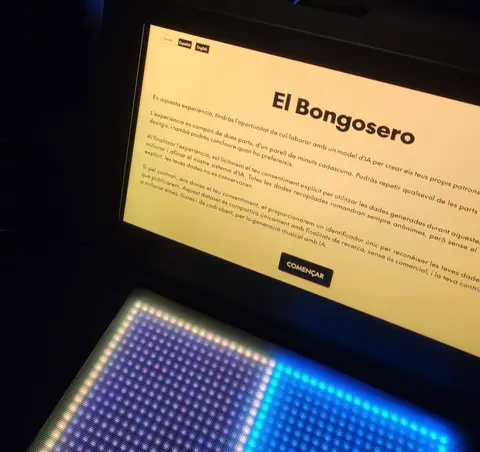 Español English
El Bongosero
En aquesta experiència, tindràs l'oportunitat de col·laborar amb un model d'IA per crear els teus propis patrons
L'experiència es compon de dues parts, d'un parell de minuts cadascuna. Podràs repetir qualsevol de les parts
desitgis, i també podràs concloure quan ho prefereixis.
Al finalitzar l'experiència, sol·licitarem el teu consentiment explícit per utilitzar les dades generades durant aquestes
millorar i afinar el nostre sistema d'IA. Totes les dades recopilades romandran sempre anònimes, però sense el
explícit, les teves dades no es conservaran.
Si pel contrari, ens dones el teu consentiment, et proporcionarem un identificador únic per reconèixer les teves dades
que publicarem. Aquest dataset es compartirà únicament amb finalitats de recerca, sense ús comercial, i la teva contri
a millorar eines, lliures i de codi obert, per la generació musical amb IA.
COMENÇAR